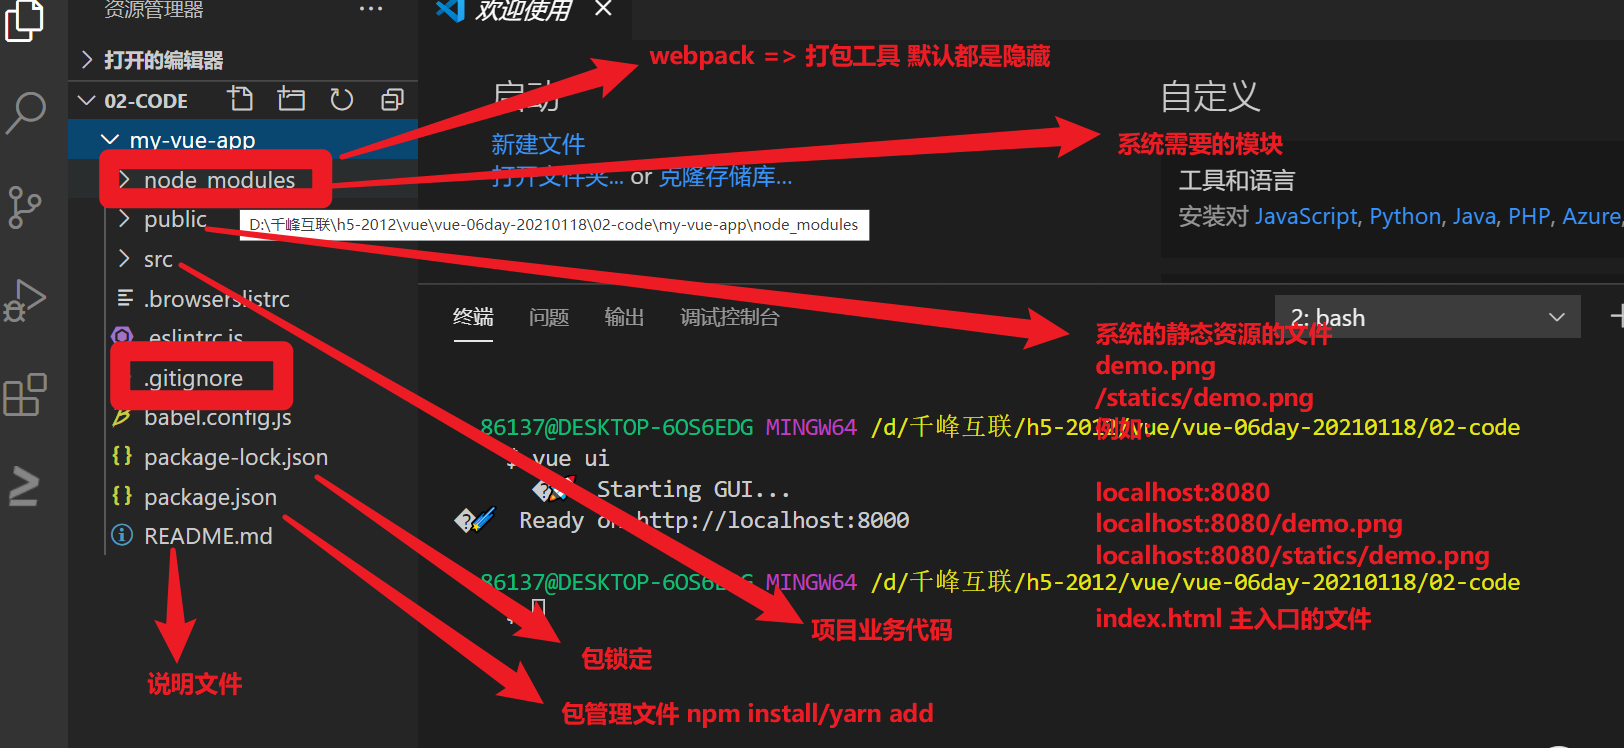 资源管理器 ···
欢迎使用 ×
打开的编辑器
webpack => 打包工具 默认都是隐藏
02-CODE
启动
自定义
my-vue-app
新建文件
系统需要的模块
node_modules
打开文件夹... or 克隆存储库...
工具和语言
public
D:\千峰互联\h5-2012\vue\vue-06day-20210118\02-code\my-vue-app\node_modules
安装对 JavaScript, Python, Java, PHP, Azure,
src
.browserslistrc
终端 问题 输出 调试控制台
2: bash
.eslintrc.js
系统的静态资源的文件
demo.png
.gitignore
/statics/demo.png
babel.config.js
例如:
86137@DESKTOP-6OS6EDG MINGW64 /d/千峰互联/h5-2012/vue/vue-06day-20210118/02-code
package-lock.json
$ vue ui
Starting GUI...
localhost:8080
package.json
Ready on http://localhost:8000
localhost:8080/demo.png
README.md
localhost:8080/statics/demo.png
86137@DESKTOP-6OS6EDG MINGW64 /d/千峰互联/h5-2012/vue/vue-06day-20210118/02-code
$
index.html 主入口的文件
项目业务代码
包锁定
说明文件
包管理文件 npm install/yarn add